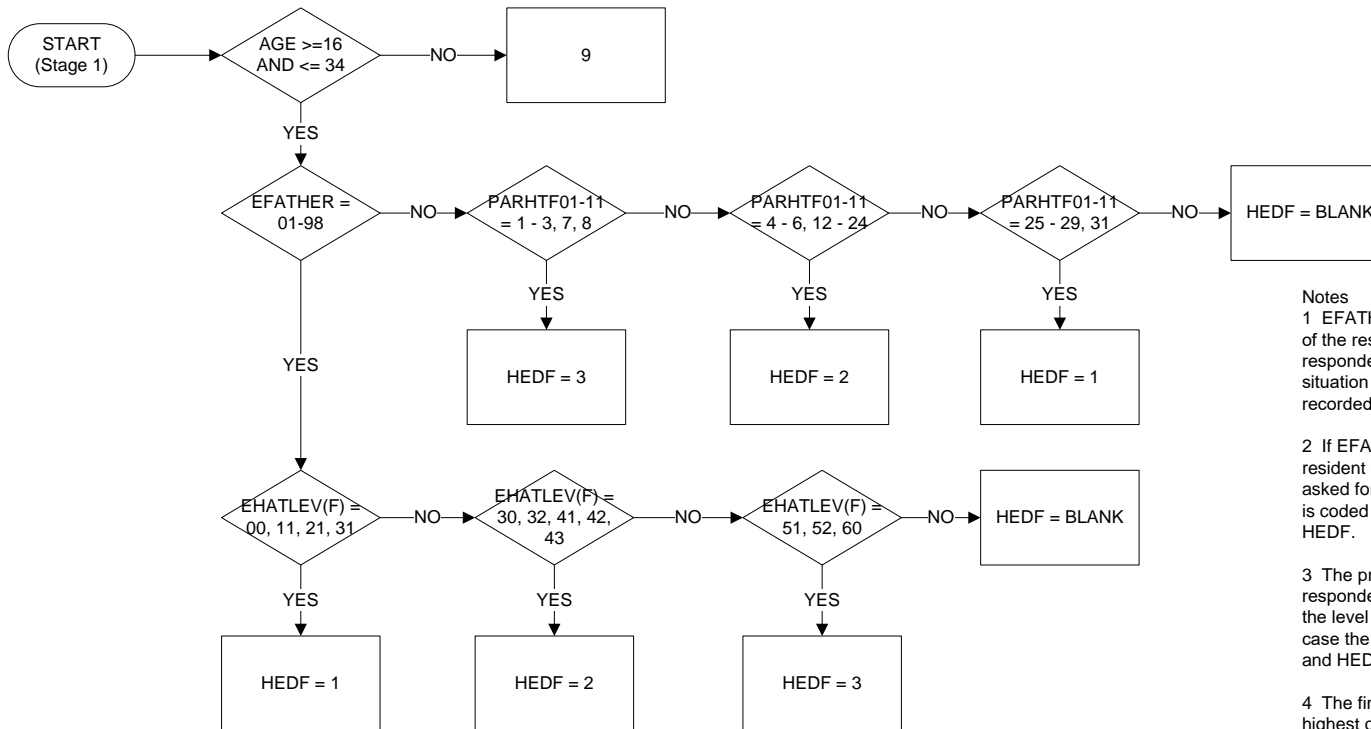 START
(Stage 1)
AGE >=16
AND <= 34
NO
9
YES
EFATHER =
01-98
NO
PARHTF01-11
= 1 - 3, 7, 8
NO
PARHTF01-11
= 4 - 6, 12 - 24
NO
PARHTF01-11
= 25 - 29, 31
NO
HEDF = BLANK
YES
YES
YES
YES
HEDF = 3
HEDF = 2
HEDF = 1
EHATLEV(F) =
00, 11, 21, 31
NO
EHATLEV(F) =
30, 32, 41, 42,
43
NO
EHATLEV(F) =
51, 52, 60
NO
HEDF = BLANK
YES
YES
YES
HEDF = 1
HEDF = 2
HEDF = 3
Notes
1 EFATH
of the res
responde
situation
recorded
2 If EFA
resident
asked fo
is coded
HEDF.
3 The pr
responde
the level
case the
and HED
4 The fir
highest o